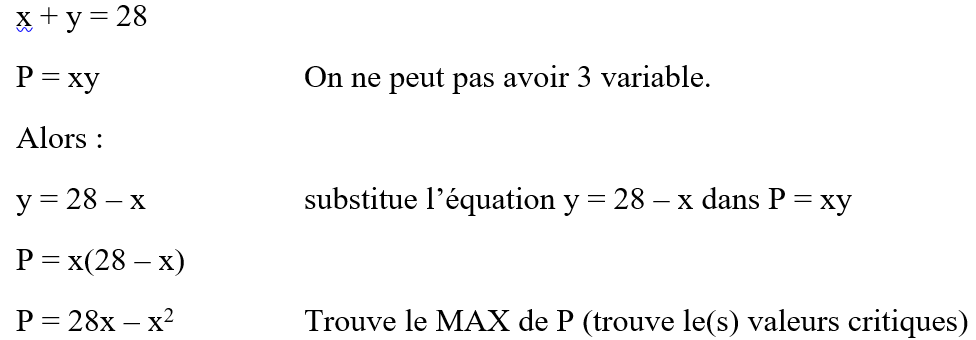 x + y = 28
P = xy On ne peut pas avoir 3 variable.
Alors :
y = 28 – x substitue l’équation y = 28 – x dans P = xy
P = x(28 – x)
P = 28x – x² Trouve le MAX de P (trouve le(s) valeurs critiques)